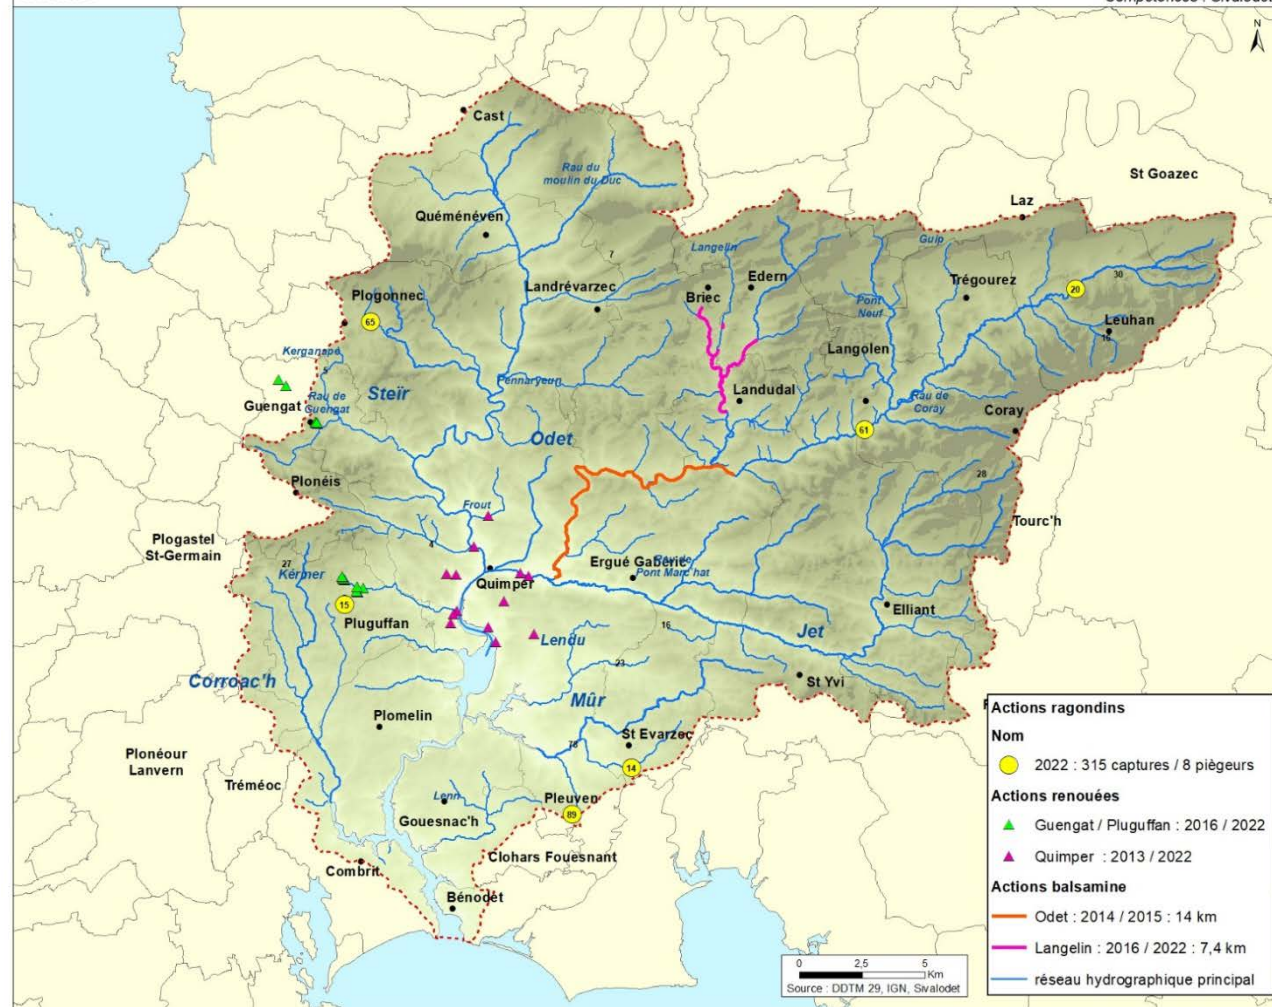 N
Cast
Rau du
moulin du Duc
St Goazec
Laz
Quéménéven
Langelin
Guip
7
Landrévarzec
Edern
Briec
Trégourez
30
20
Pont
Neuf
Leuhan
15
Plogonnec
65
Langolen
5
Pennaryeun
Guengat
Rau de
Guengat
Steïr
Landudal
Rau de
Coray
Coray
61
Odet
28
Plonéis
Frout
Tourc'h
Plogastel
St-Germain
4
Ergué Gabéric
Pont Marc'hat
27
Kérmer
Quimper
Elliant
15
Pluguffan
16
Jet
Lendu
23
St Yvi
Corroac'h
Mûr
Plomelin
St Evarzec
78
Plonéour
Lanvern
Tréméoc
14
Lenn
Pleuven
89
Gouesnac'h
Clohars Fouesnant
Combrit
Bénodet
Actions ragondins
Nom
2022 : 315 captures / 8 piègeurs
Actions renouées
Guengat / Pluguffan : 2016 / 2022
Quimper : 2013 / 2022
Actions balsamine
Odet : 2014 / 2015 : 14 km
Langelin : 2016 / 2022 : 7,4 km
réseau hydrographique principal
0 2,5 5
Km
Source : DDTM 29, IGN, Sivalodet